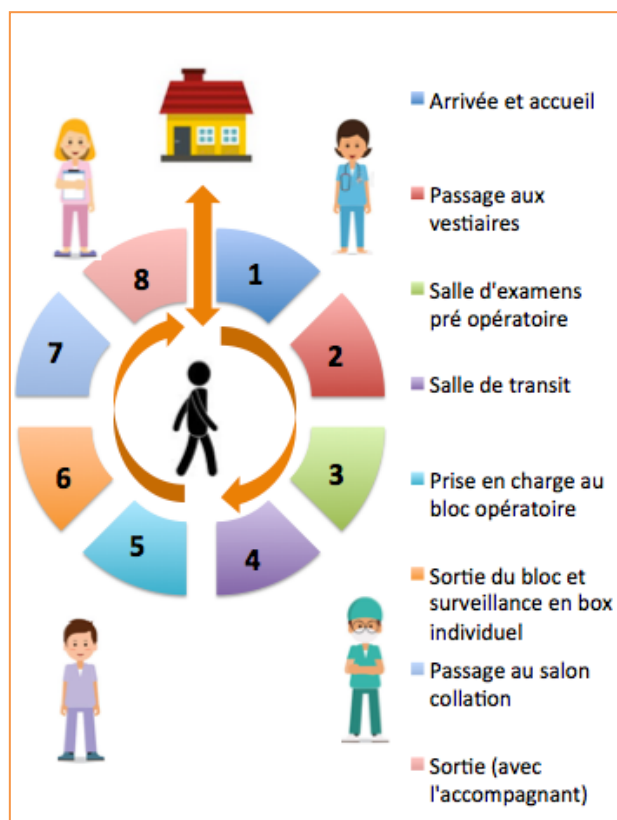 Arrivée et accueil
Passage aux
vestiaires
Salle d'examens
pré opératoire
Salle de transit
Prise en charge au
bloc opératoire
Sortie du bloc et
surveillance en box
individuel
Passage au salon
collation
Sortie (avec
l'accompagnant)
1
2
3
4
5
6
7
8